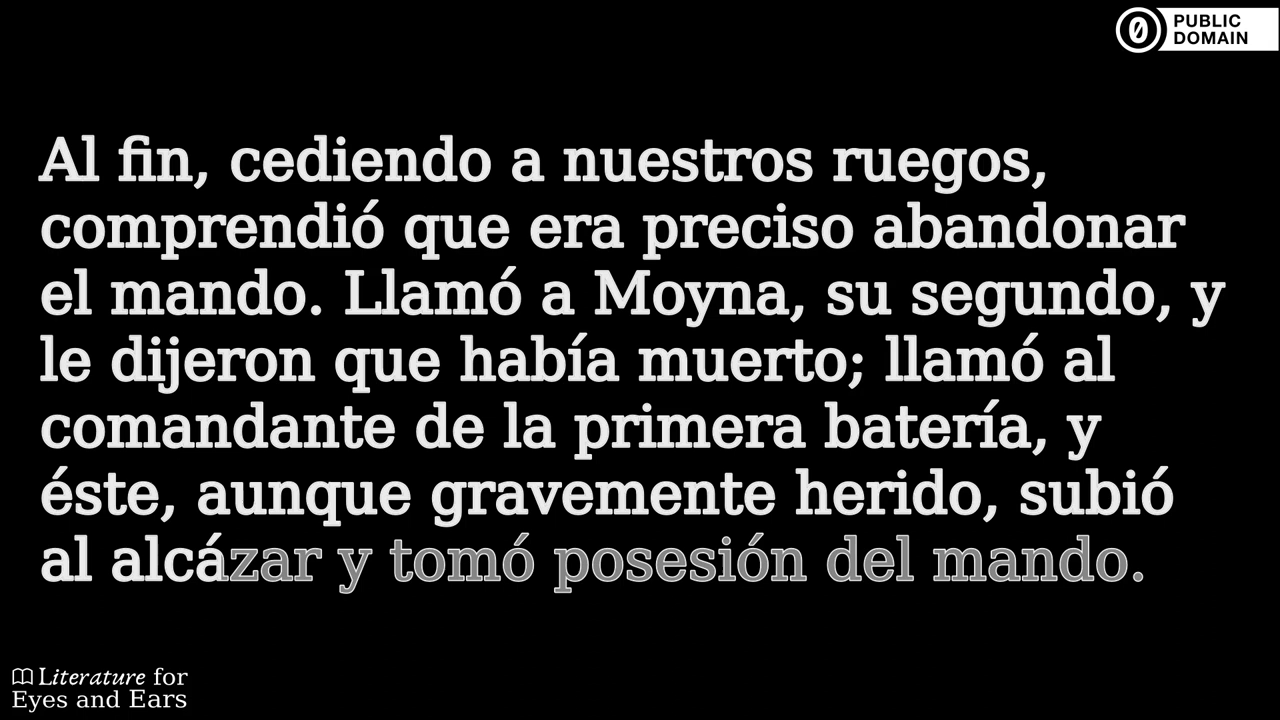 PUBLIC
DOMAIN
Al fin, cediendo a nuestros ruegos,
comprendió que era preciso abandonar
el mando. Llamó a Moyna, su segundo, y
le dijeron que había muerto; llamó al
comandante de la primera batería, y
éste, aunque gravemente herido, subió
al alcázar y tomó posesión del mando.
Literature for
Eyes and Ears